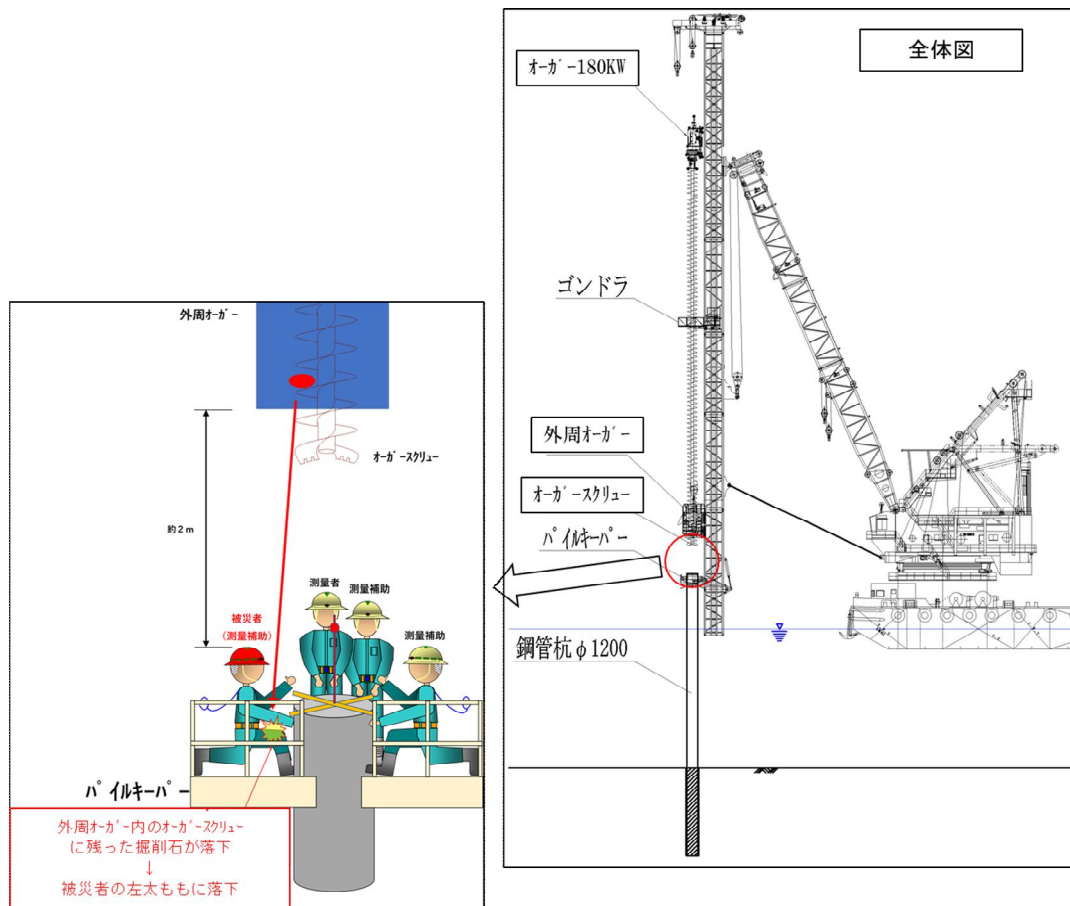 全体図
ｵｰｶﾞｰ180KW
ゴンドラ
外周ｵｰｶﾞｰ
ｵｰｶﾞｰｽｸﾘｭｰ
ﾊﾟｲﾙｷｰﾊﾟｰ
鋼管杭φ1200
外周ｵｰｶﾞｰ
ｵｰｶﾞｰｽｸﾘｭｰ
約２ｍ
測量者
測量補助
被災者
(測量補助)
測量補助
ﾊﾟｲﾙｷｰﾊﾟｰ
外周ｵｰｶﾞｰ内のｵｰｶﾞｰｽｸﾘｭｰ
に残った掘削石が落下
↓
被災者の左太ももに落下